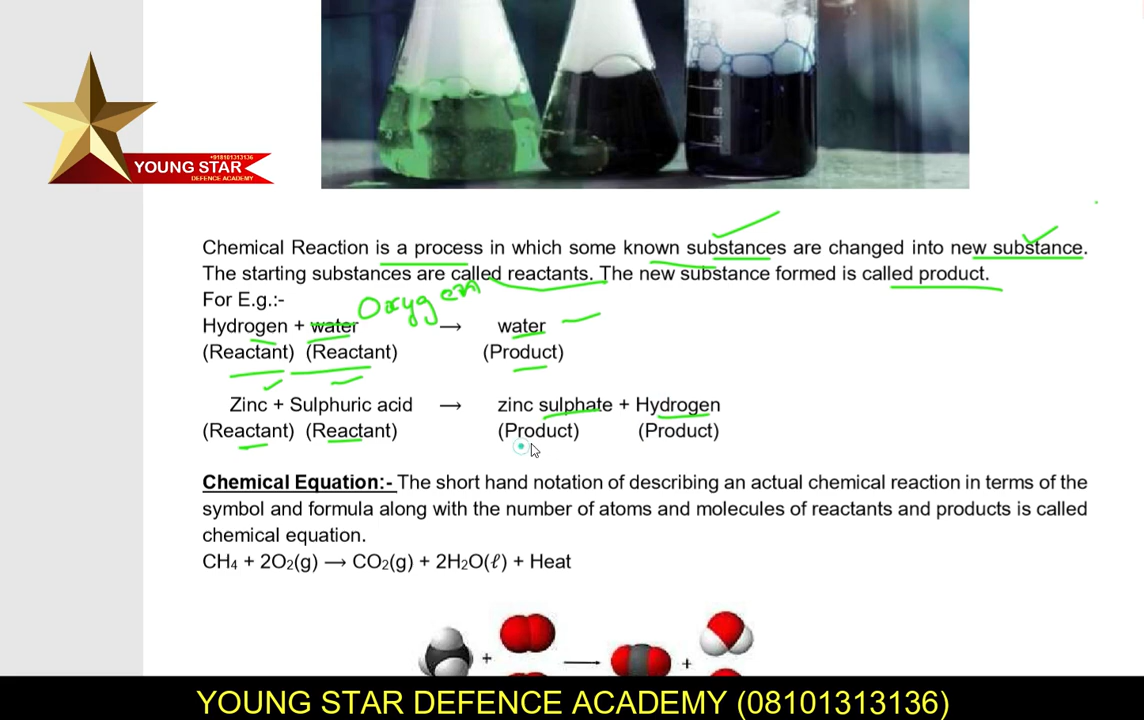 +918101313136
YOUNG STAR
DEFENCE ACADEMY
Chemical Reaction is a process in which some known substances are changed into new substance.
The starting substances are called reactants. The new substance formed is called product.
For E.g.:-
Oxygen
Hydrogen + water → water
(Reactant) (Reactant) (Product)
Zinc + Sulphuric acid → zinc sulphate + Hydrogen
(Reactant) (Reactant) (Product) (Product)
Chemical Equation:- The short hand notation of describing an actual chemical reaction in terms of the
symbol and formula along with the number of atoms and molecules of reactants and products is called
chemical equation.
CH₄ + 2O₂(g) → CO₂(g) + 2H₂O(ℓ) + Heat
+ → +
YOUNG STAR DEFENCE ACADEMY (08101313136)